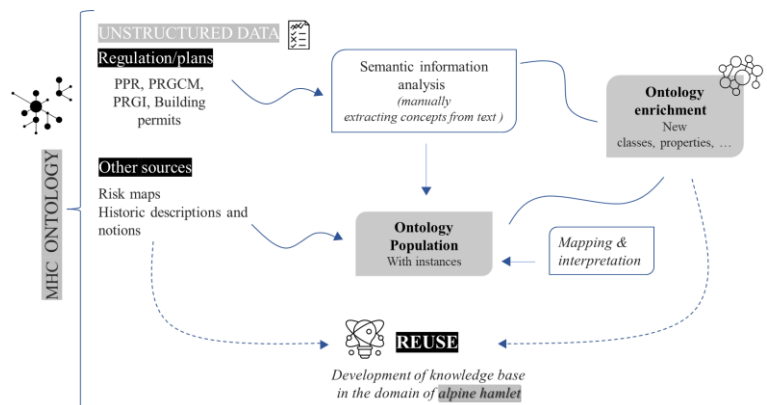 MHC ONTOLOGY
UNSTRUCTURED DATA
Regulation/plans
PPR, PRGCM,
PRGI, Building
permits
Other sources
Risk maps
Historic descriptions and
notions
Semantic information
analysis
(manually
extracting concepts from text )
Ontology
enrichment
New
classes, properties, …
Ontology
Population
With instances
Mapping &
interpretation
REUSE
Development of knowledge base
in the domain of alpine hamlet